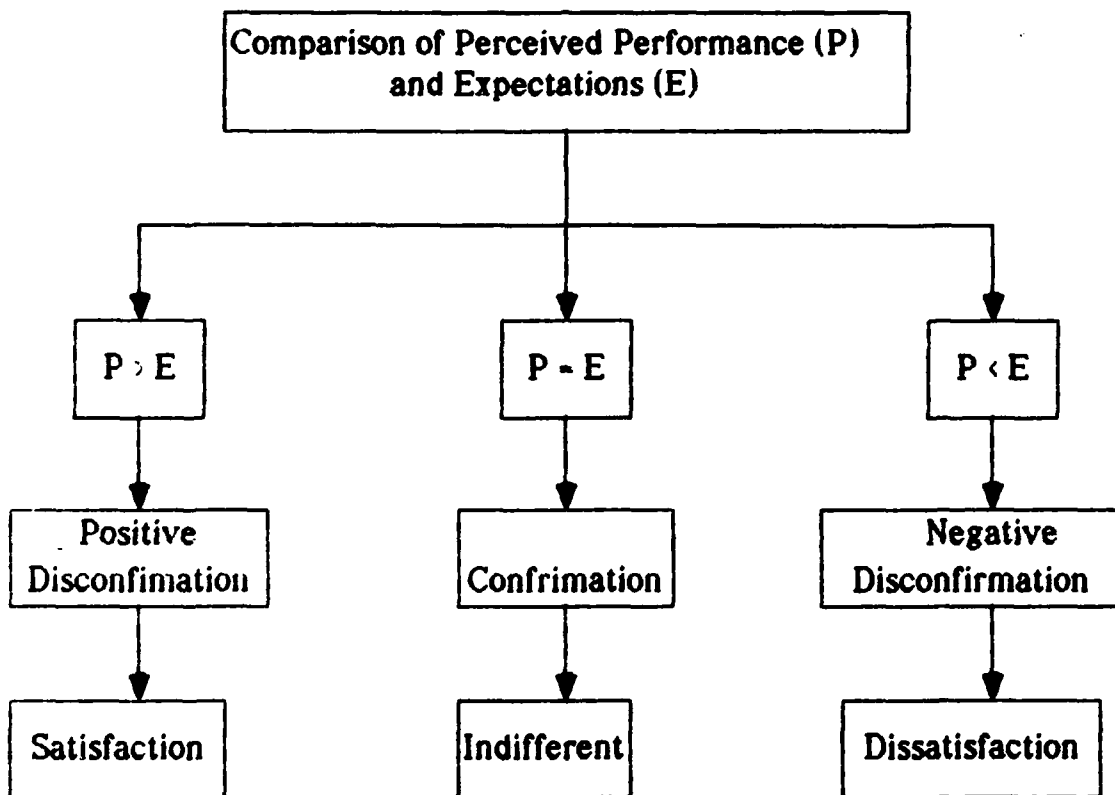 Comparison of Perceived Performance (P)
and Expectations (E)
P > E
P = E
P < E
Positive
Disconfimation
Confrimation
Negative
Disconfirmation
Satisfaction
Indifferent
Dissatisfaction